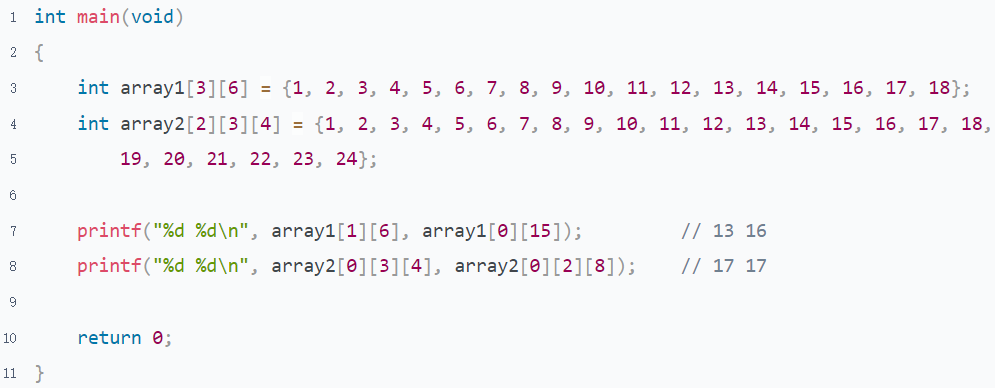 1 int main(void)
2 {
3     int array1[3][6] = {1, 2, 3, 4, 5, 6, 7, 8, 9, 10, 11, 12, 13, 14, 15, 16, 17, 18};
4     int array2[2][3][4] = {1, 2, 3, 4, 5, 6, 7, 8, 9, 10, 11, 12, 13, 14, 15, 16, 17, 18,
5         19, 20, 21, 22, 23, 24};
6
7     printf("%d %d\n", array1[1][6], array1[0][15]);         // 13 16
8     printf("%d %d\n", array2[0][3][4], array2[0][2][8]);    // 17 17
9
10     return 0;
11 }